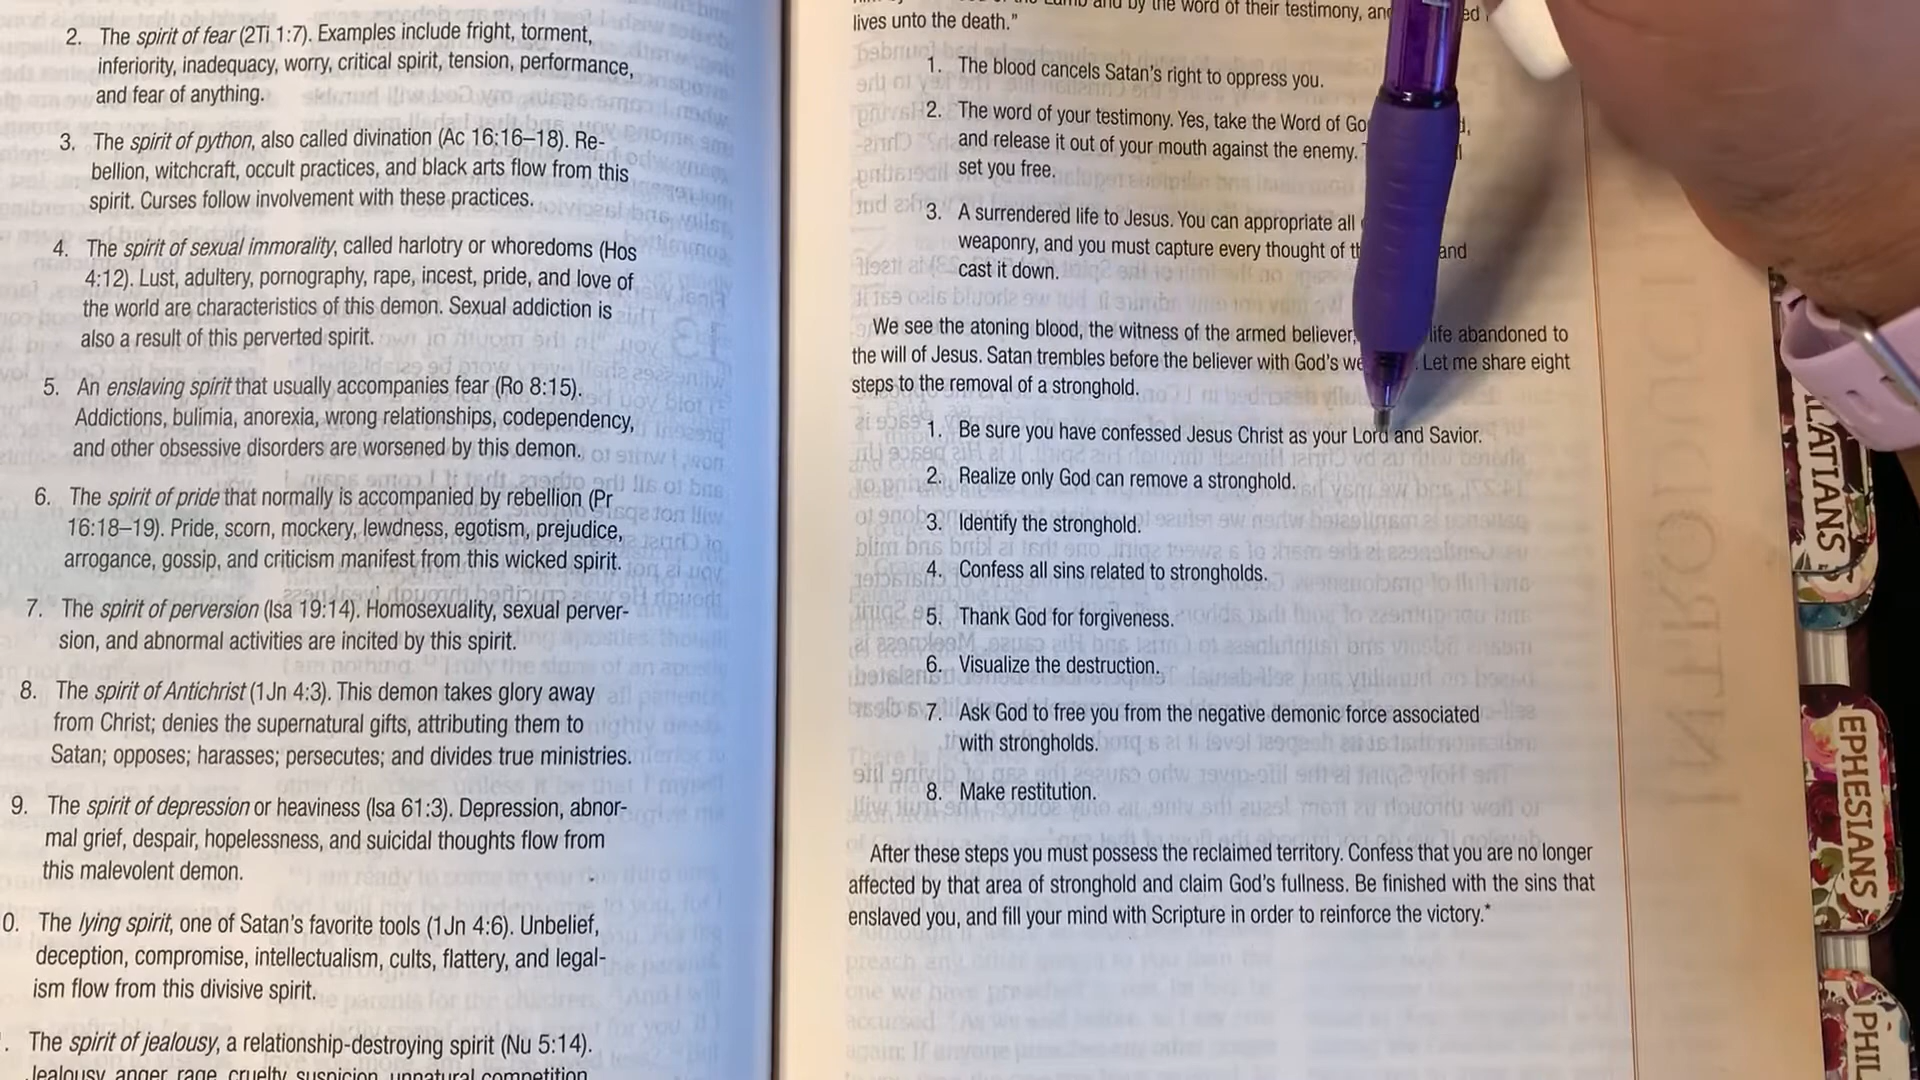 2. The spirit of fear (2Ti 1:7). Examples include fright, torment,
inferiority, inadequacy, worry, critical spirit, tension, performance,
and fear of anything.
3. The spirit of python, also called divination (Ac 16:16–18). Re-
bellion, witchcraft, occult practices, and black arts flow from this
spirit. Curses follow involvement with these practices.
4. The spirit of sexual immorality, called harlotry or whoredoms (Hos
4:12). Lust, adultery, pornography, rape, incest, pride, and love of
the world are characteristics of this demon. Sexual addiction is
also a result of this perverted spirit.
5. An enslaving spirit that usually accompanies fear (Ro 8:15).
Addictions, bulimia, anorexia, wrong relationships, codependency,
and other obsessive disorders are worsened by this demon.
6. The spirit of pride that normally is accompanied by rebellion (Pr
16:18–19). Pride, scorn, mockery, lewdness, egotism, prejudice,
arrogance, gossip, and criticism manifest from this wicked spirit.
7. The spirit of perversion (Isa 19:14). Homosexuality, sexual perver-
sion, and abnormal activities are incited by this spirit.
8. The spirit of Antichrist (1Jn 4:3). This demon takes glory away
from Christ; denies the supernatural gifts, attributing them to
Satan; opposes; harasses; persecutes; and divides true ministries.
9. The spirit of depression or heaviness (Isa 61:3). Depression, abnor-
mal grief, despair, hopelessness, and suicidal thoughts flow from
this malevolent demon.
0. The lying spirit, one of Satan's favorite tools (1Jn 4:6). Unbelief,
deception, compromise, intellectualism, cults, flattery, and legal-
ism flow from this divisive spirit.
. The spirit of jealousy, a relationship-destroying spirit (Nu 5:14).
Jealousy, anger, rage, cruelty, suspicion, unnatural competition,
and by the word of their testimony, and
lives unto the death."
1. The blood cancels Satan's right to oppress you.
2. The word of your testimony. Yes, take the Word of
and release it out of your mouth against the enemy.
set you free.
3. A surrendered life to Jesus. You can appropriate all
weaponry, and you must capture every thought of and
cast it down.
We see the atoning blood, the witness of the armed believer, life abandoned to
the will of Jesus. Satan trembles before the believer with God's Let me share eight
steps to the removal of a stronghold.
1. Be sure you have confessed Jesus Christ as your Lord and Savior.
2. Realize only God can remove a stronghold.
3. Identify the stronghold.
4. Confess all sins related to strongholds.
5. Thank God for forgiveness.
6. Visualize the destruction.
7. Ask God to free you from the negative demonic force associated
with strongholds.
8. Make restitution.
After these steps you must possess the reclaimed territory. Confess that you are no longer
affected by that area of stronghold and claim God's fullness. Be finished with the sins that
enslaved you, and fill your mind with Scripture in order to reinforce the victory.*
LATIANS
EPHESIANS
PHIL